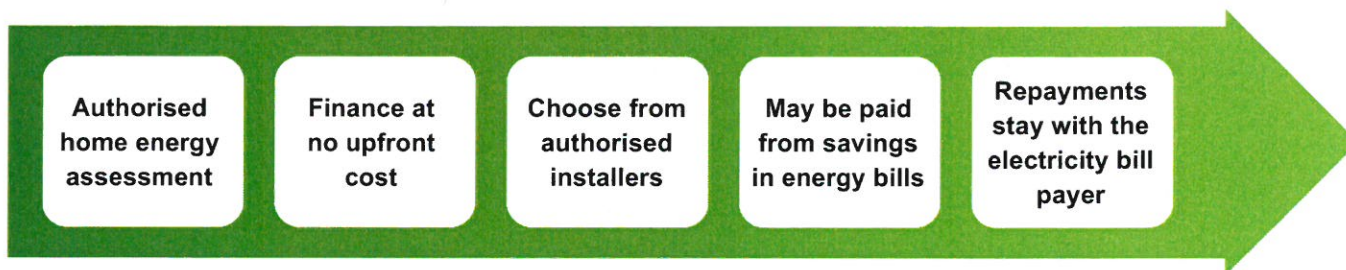 Authorised
home energy
assessment
Finance at
no upfront
cost
Choose from
authorised
installers
May be paid
from savings
in energy bills
Repayments
stay with the
electricity bill
payer